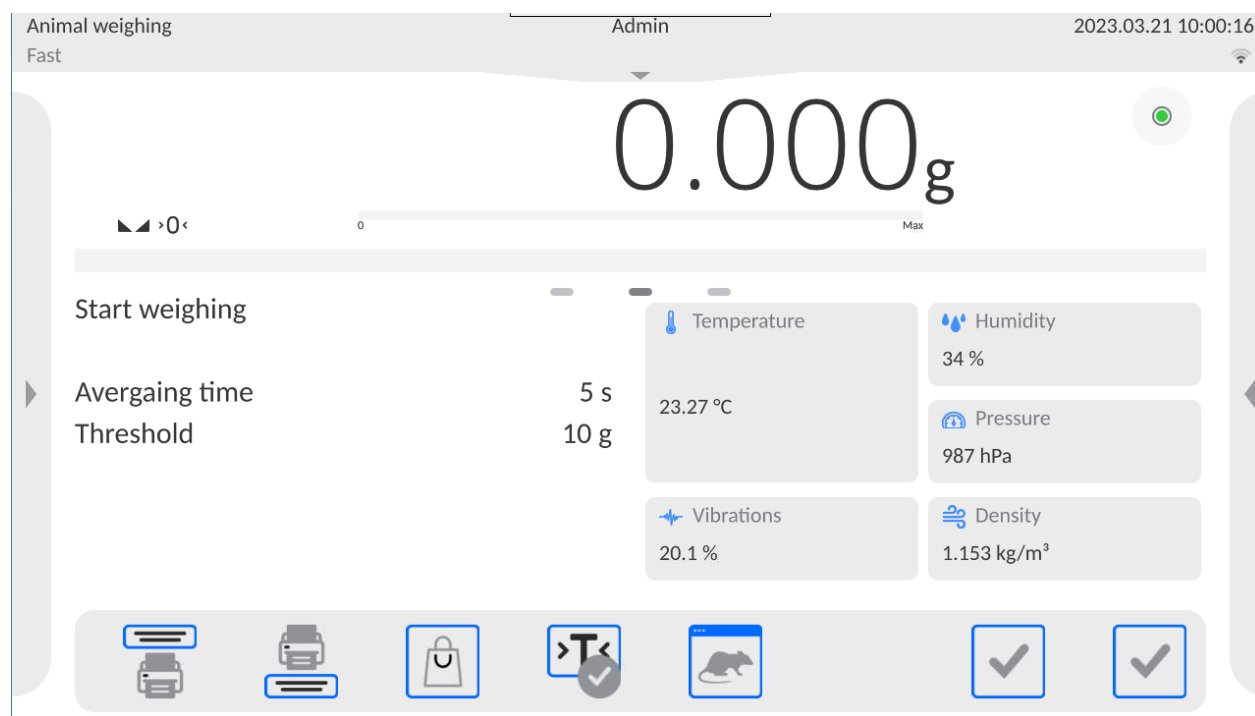 Animal weighing
Admin
2023.03.21 10:00:16
Fast
0.000 g
>0<
0
Max
Start weighing
Avergaing time 5 s
Threshold 10 g
Temperature
23.27 °C
Humidity
34 %
Pressure
987 hPa
Vibrations
20.1 %
Density
1.153 kg/m³
>T<